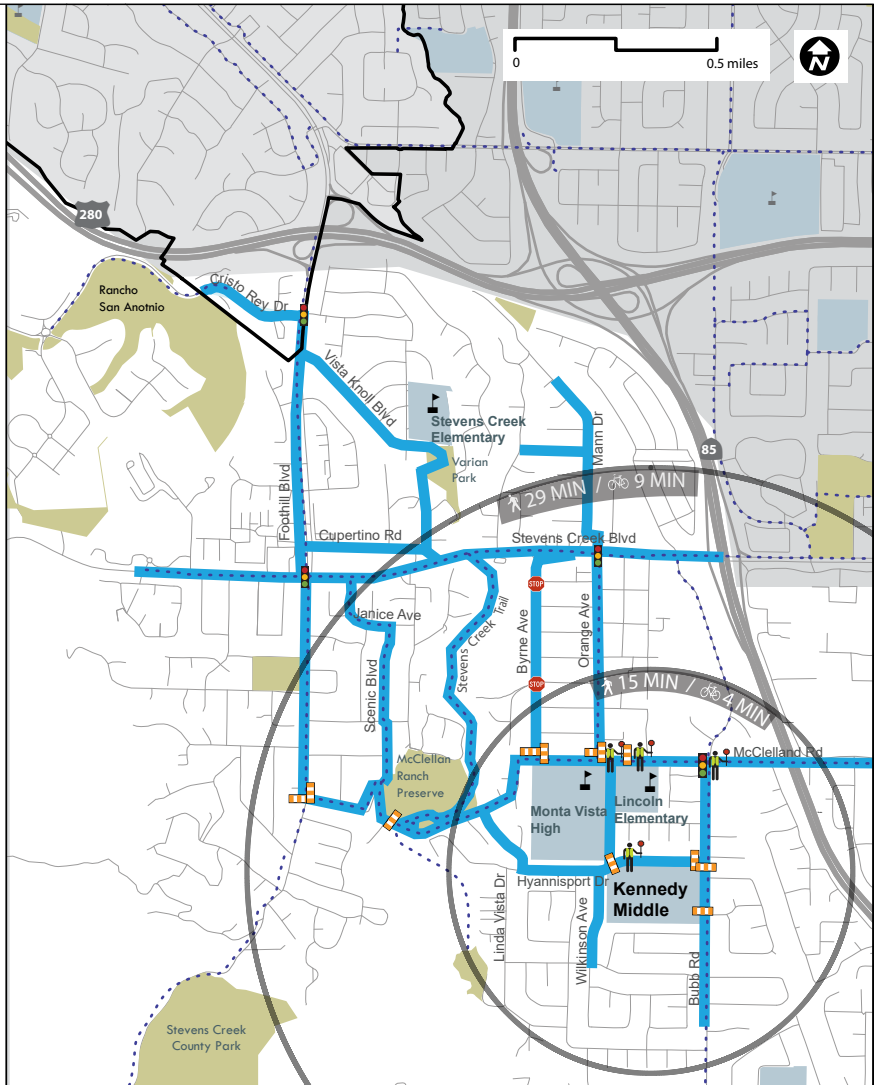 0
0.5 miles
N
280
Rancho
San Anotnio
Cristo Rey Dr
Vista Knoll Blvd
Stevens Creek
Elementary
Varian
Park
Mann Dr
85
29 MIN / 9 MIN
Foothill Blvd
Cupertino Rd
Stevens Creek Blvd
STOP
Janice Ave
Stevens Creek Trail
Byrne Ave
Orange Ave
Scenic Blvd
STOP
15 MIN / 4 MIN
McClelland Rd
McClellan
Ranch
Preserve
Monta Vista
High
Lincoln
Elementary
Hyannisport Dr
Kennedy
Middle
Linda Vista Dr
Wilkinson Ave
Bubb Rd
Stevens Creek
County Park